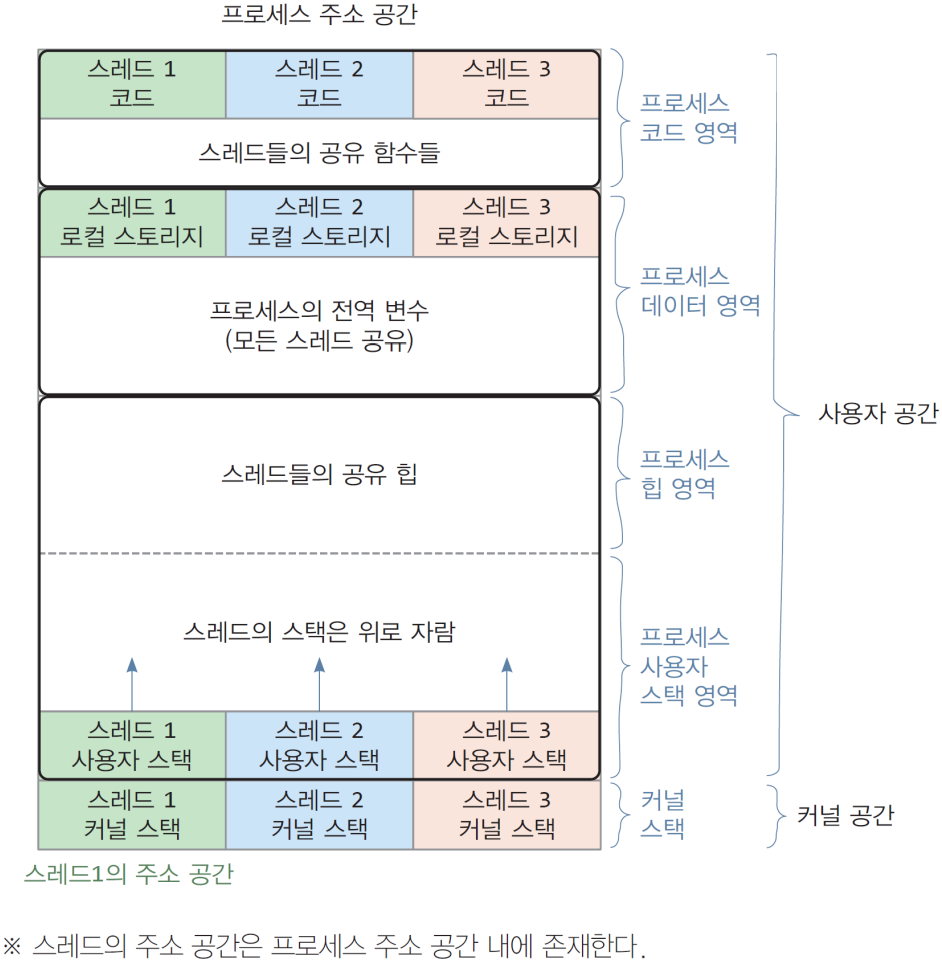 프로세스 주소 공간
스레드 1
코드
스레드 2
코드
스레드 3
코드
프로세스
코드 영역
스레드들의 공유 함수들
스레드 1
로컬 스토리지
스레드 2
로컬 스토리지
스레드 3
로컬 스토리지
프로세스
데이터 영역
프로세스의 전역 변수
(모든 스레드 공유)
사용자 공간
스레드들의 공유 힙
프로세스
힙 영역
스레드의 스택은 위로 자람
프로세스
사용자
스택 영역
스레드 1
사용자 스택
스레드 2
사용자 스택
스레드 3
사용자 스택
스레드 1
커널 스택
스레드 2
커널 스택
스레드 3
커널 스택
커널
스택
커널 공간
스레드1의 주소 공간
※ 스레드의 주소 공간은 프로세스 주소 공간 내에 존재한다.